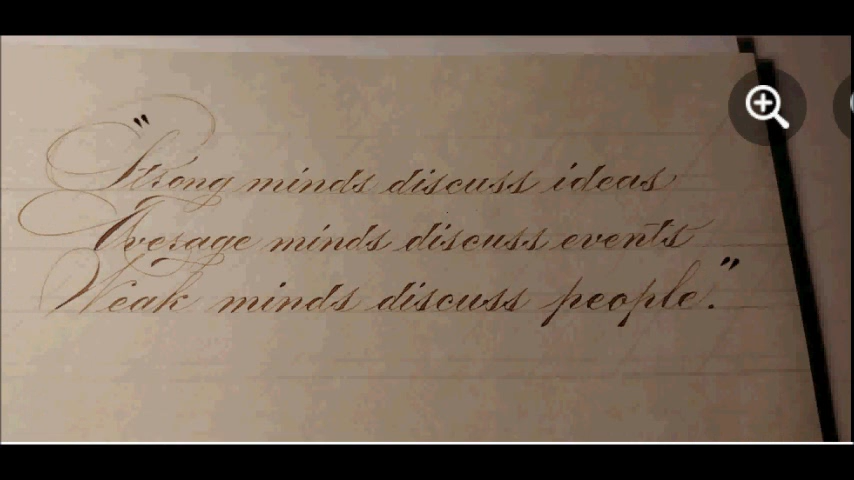 "Strong minds discuss ideas
Average minds discuss events
Weak minds discuss people."